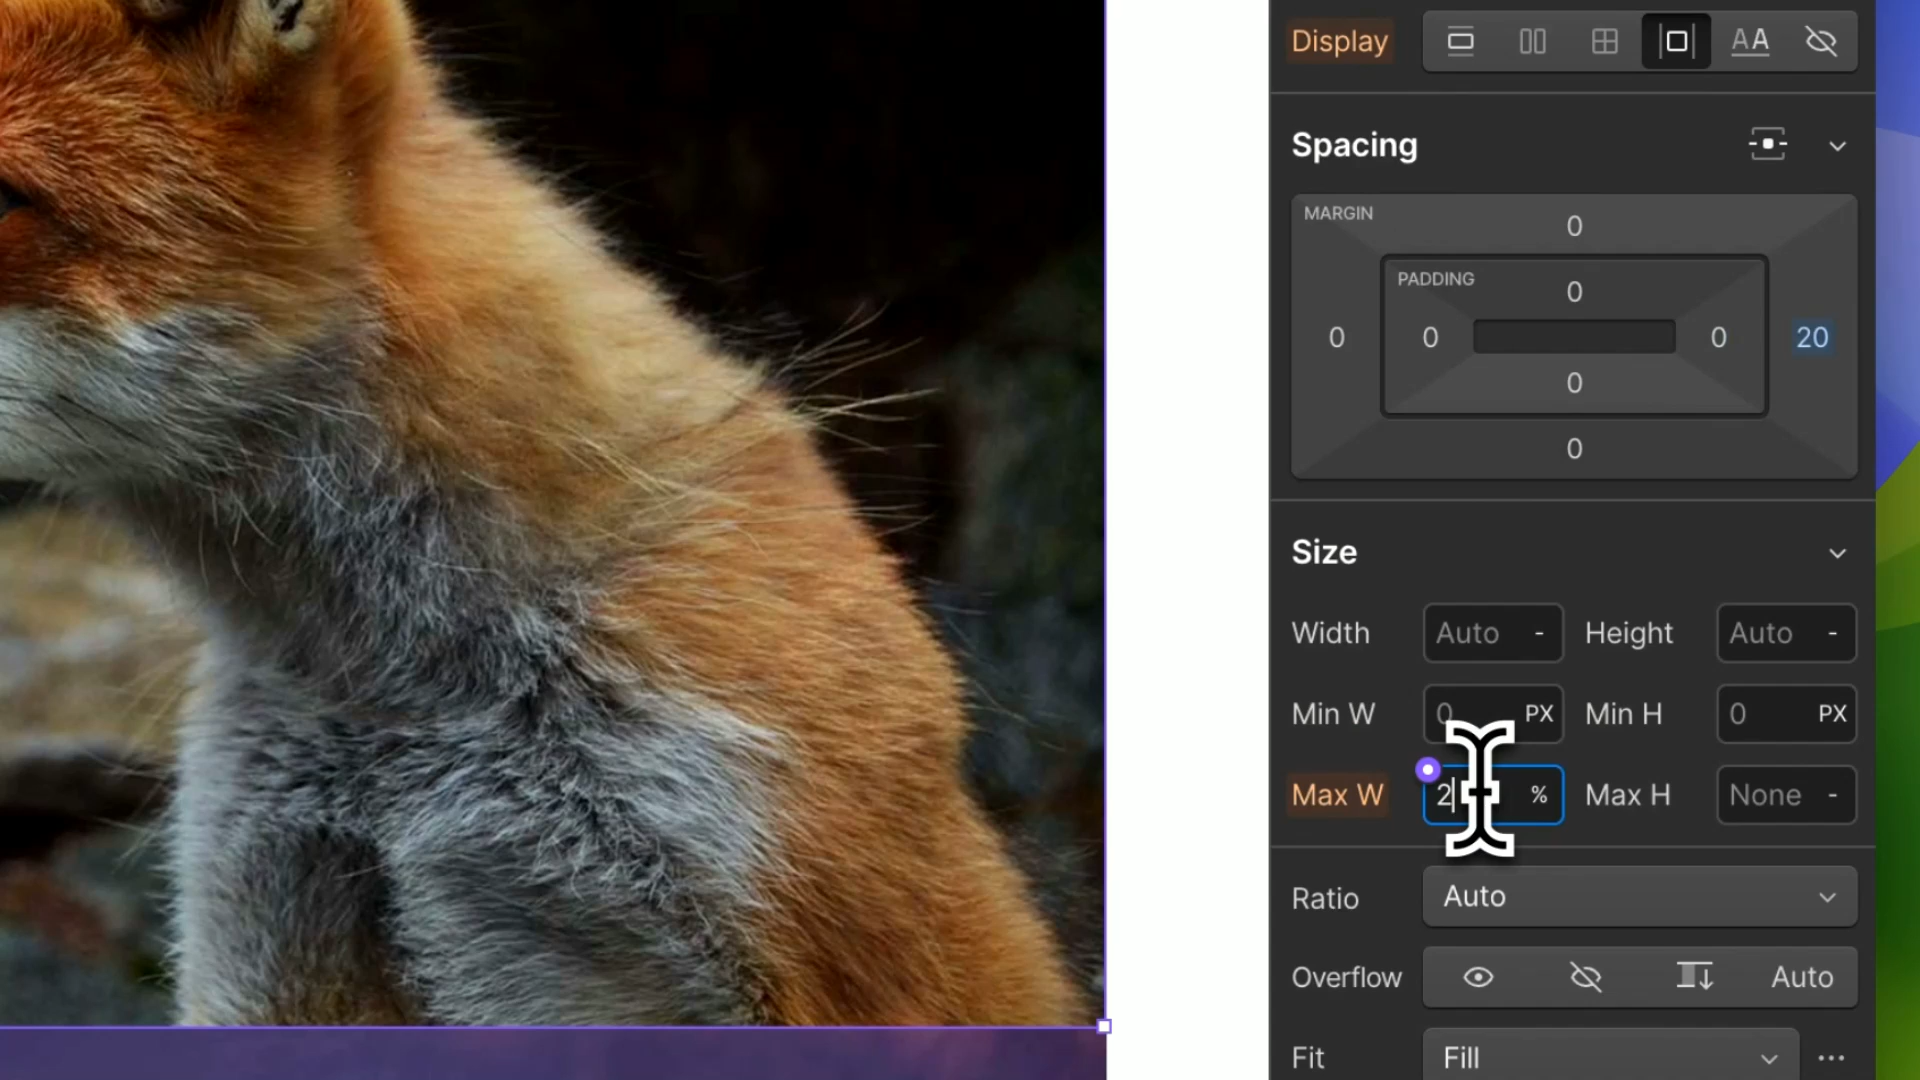 Display AA
Spacing
MARGIN
0
PADDING
0
0 0 0 20
0
0
Size
Width Auto - Height Auto -
Min W 0 PX Min H 0 PX
Max W 2 % Max H None -
Ratio Auto
Overflow Auto
Fit Fill